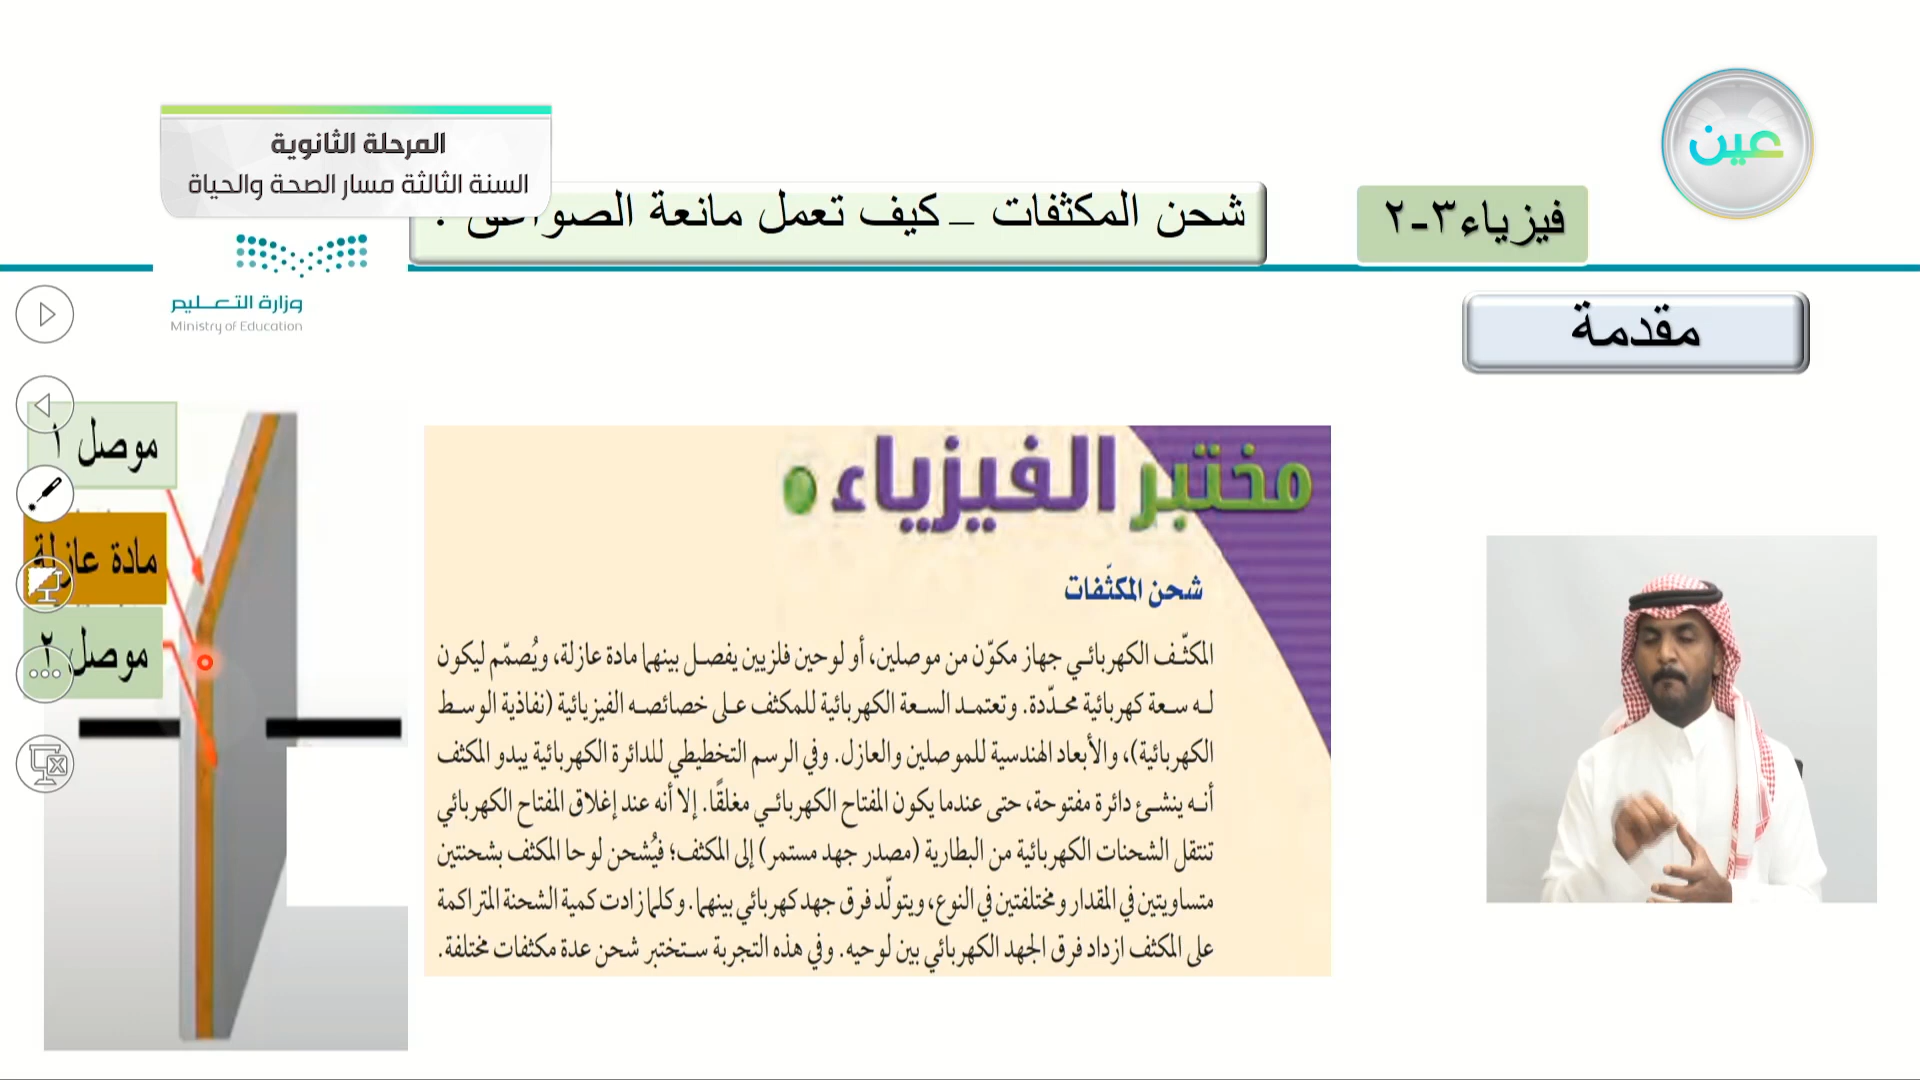 عين
المرحلة الثانوية
السنة الثالثة مسار الصحة والحياة
فيزياء٣-٢
شحن المكثفات – كيف تعمل مانعة الصواعق
وزارة التعليم
Ministry of Education
مقدمة
موصل ١
مادة عازلة
موصل ٢
مختبر الفيزياء
شحن المكثّفات
المكثّف الكهربائي جهاز مكوّن من موصلين، أو لوحين فلزيين يفصل بينهما مادة عازلة، ويُصمّم ليكون
له سعة كهربائية محدّدة. وتعتمد السعة الكهربائية للمكثف على خصائصه الفيزيائية (نفاذية الوسط
الكهربائية)، والأبعاد الهندسية للموصلين والعازل. وفي الرسم التخطيطي للدائرة الكهربائية يبدو المكثف
أنه ينشئ دائرة مفتوحة، حتى عندما يكون المفتاح الكهربائي مغلقًا. إلا أنه عند إغلاق المفتاح الكهربائي
تنتقل الشحنات الكهربائية من البطارية (مصدر جهد مستمر) إلى المكثف؛ فيُشحن لوحا المكثف بشحنتين
متساويتين في المقدار ومختلفتين في النوع، ويتولّد فرق جهد كهربائي بينهما. وكلما زادت كمية الشحنة المتراكمة
على المكثف ازداد فرق الجهد الكهربائي بين لوحيه. وفي هذه التجربة ستختبر شحن عدة مكثفات مختلفة.